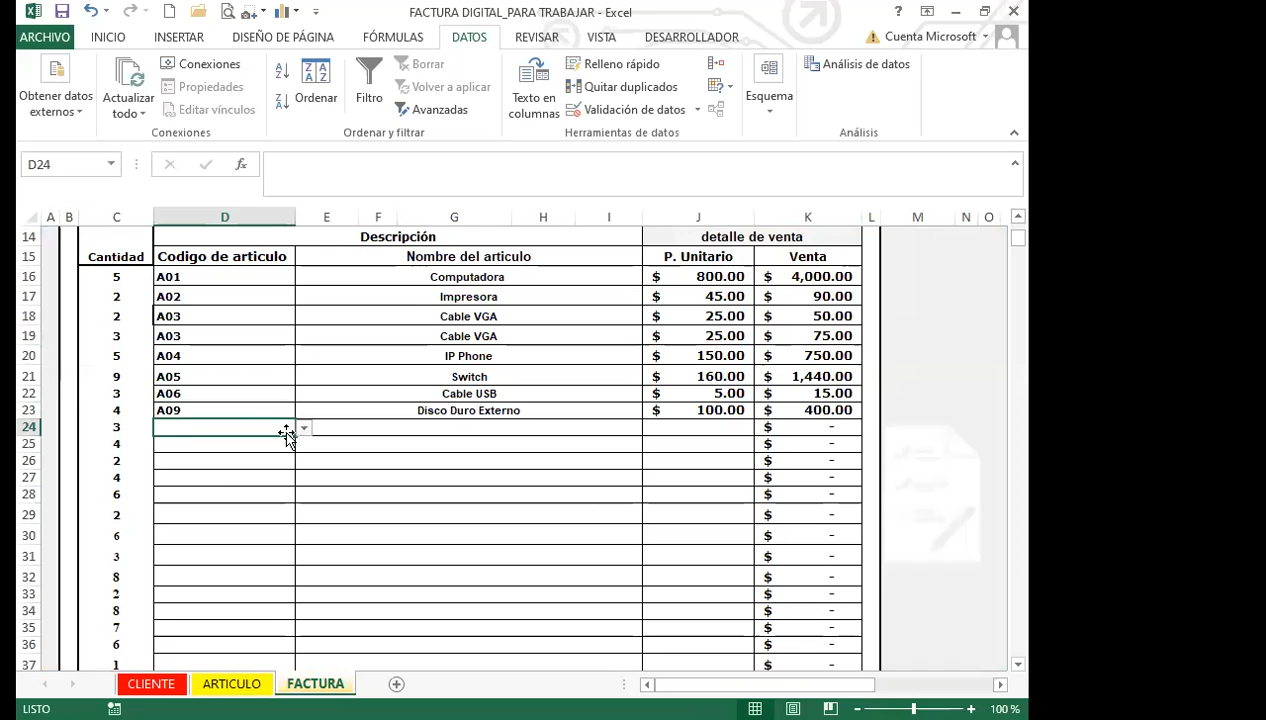 FACTURA DIGITAL_PARA TRABAJAR - Excel
ARCHIVO INICIO INSERTAR DISEÑO DE PÁGINA FÓRMULAS DATOS REVISAR VISTA DESARROLLADOR Cuenta Microsoft
Obtener datos externos
Actualizar todo
Conexiones
Propiedades
Editar vínculos
Conexiones
Ordenar
Filtro
Borrar
Volver a aplicar
Avanzadas
Ordenar y filtrar
Texto en columnas
Relleno rápido
Quitar duplicados
Validación de datos
Herramientas de datos
Esquema
Análisis de datos
Análisis
D24 fx
A B C D E F G H I J K L M N O
14 Descripción detalle de venta
15 Cantidad Codigo de articulo Nombre del articulo P. Unitario Venta
16 5 A01 Computadora $ 800.00 $ 4,000.00
17 2 A02 Impresora $ 45.00 $ 90.00
18 2 A03 Cable VGA $ 25.00 $ 50.00
19 3 A03 Cable VGA $ 25.00 $ 75.00
20 5 A04 IP Phone $ 150.00 $ 750.00
21 9 A05 Switch $ 160.00 $ 1,440.00
22 3 A06 Cable USB $ 5.00 $ 15.00
23 4 A09 Disco Duro Externo $ 100.00 $ 400.00
24 3 $ -
25 4 $ -
26 2 $ -
27 4 $ -
28 6 $ -
29 2 $ -
30 6 $ -
31 3 $ -
32 8 $ -
33 2 $ -
34 8 $ -
35 7 $ -
36 6 $ -
37 1 $ -
CLIENTE ARTICULO FACTURA
LISTO 100 %